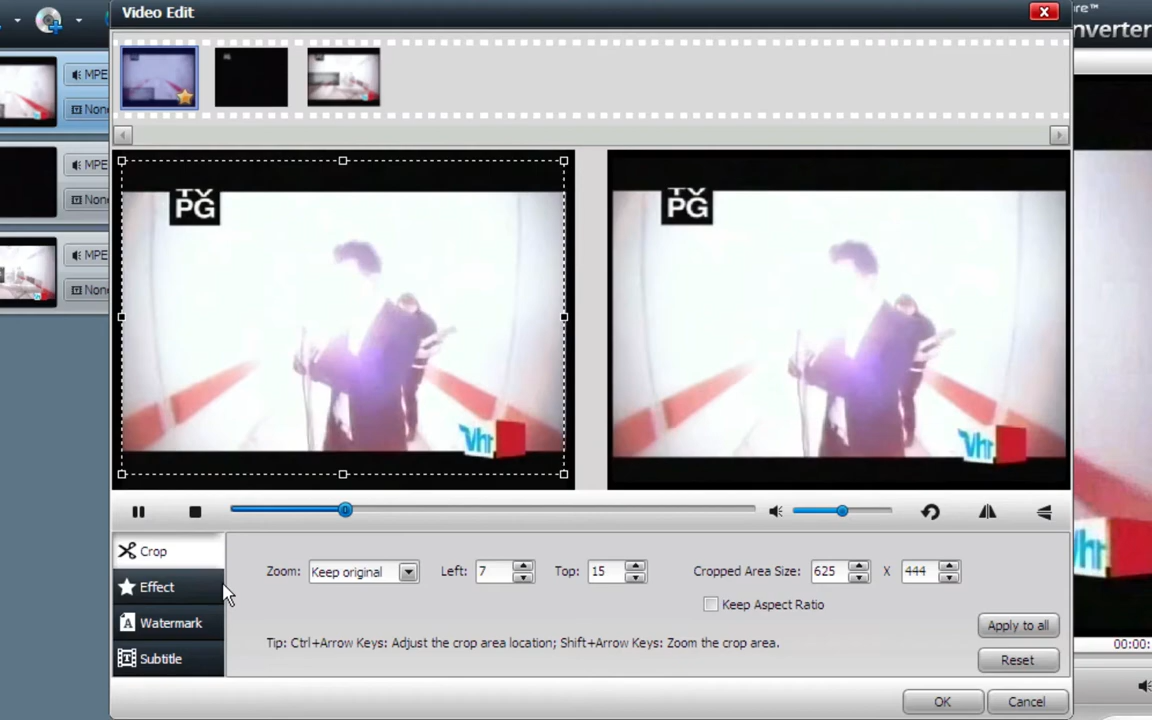 Video Edit
ure™
nverter
MPE
None
MPE
None
MPE
None
TV
PG
Vh1
TV
PG
Vh1
Crop
Effect
Watermark
Subtitle
Zoom: Keep original Left: 7 Top: 15 Cropped Area Size: 625 X 444
Keep Aspect Ratio
Tip: Ctrl+Arrow Keys: Adjust the crop area location; Shift+Arrow Keys: Zoom the crop area.
Apply to all
Reset
OK Cancel
00:00: